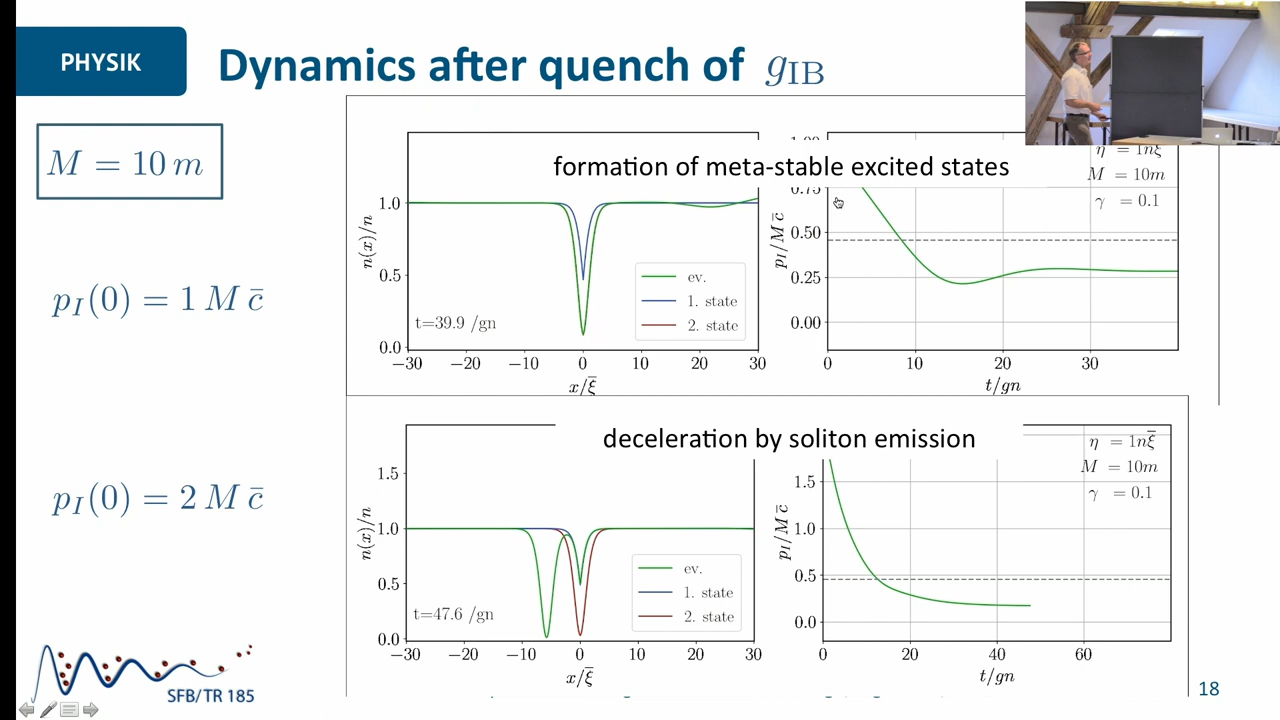 PHYSIK
Dynamics after quench of g_IB
M = 10 m
p_I(0) = 1 M c̄
p_I(0) = 2 M c̄
formation of meta-stable excited states
n(x)/n
1.0
0.5
0.0
ev.
1. state
2. state
t=39.9 /gn
−30 −20 −10 0 10 20 30
x/ξ̄
p_I/M c̄
0.50
0.25
0.00
η = 1nξ̄
M = 10m
γ = 0.1
0 10 20 30
t/gn
deceleration by soliton emission
n(x)/n
1.5
1.0
0.5
0.0
ev.
1. state
2. state
t=47.6 /gn
−30 −20 −10 0 10 20 30
x/ξ̄
p_I/M c̄
1.5
1.0
0.5
0.0
η = 1nξ̄
M = 10m
γ = 0.1
0 20 40 60
t/gn
SFB/TR 185
18